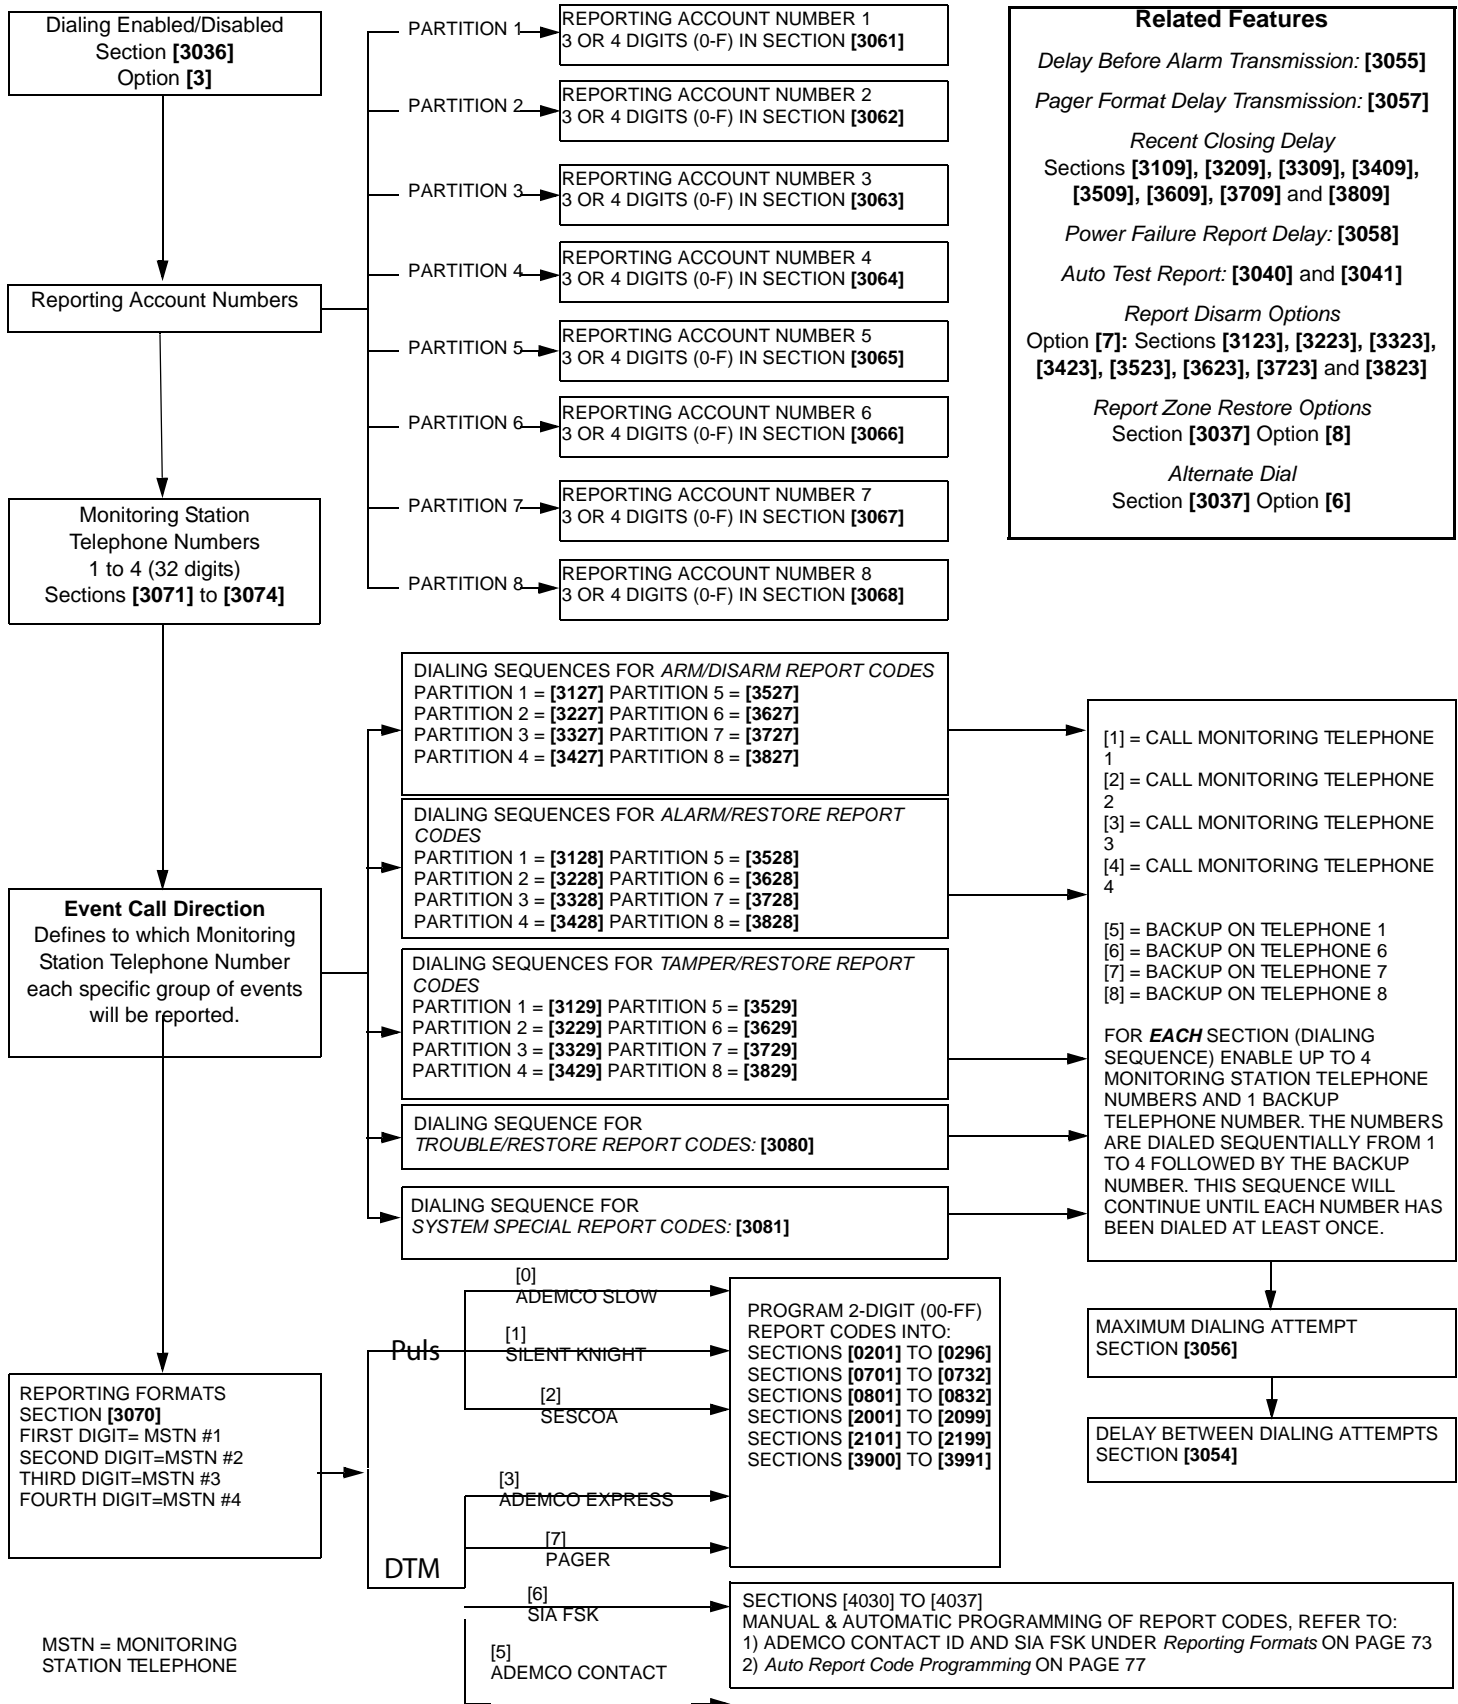 Dialing Enabled/Disabled
Section [3036]
Option [3]
Reporting Account Numbers
Monitoring Station
Telephone Numbers
1 to 4 (32 digits)
Sections [3071] to [3074]
Event Call Direction
Defines to which Monitoring
Station Telephone Number
each specific group of events
will be reported.
REPORTING FORMATS
SECTION [3070]
FIRST DIGIT= MSTN #1
SECOND DIGIT=MSTN #2
THIRD DIGIT=MSTN #3
FOURTH DIGIT=MSTN #4
MSTN = MONITORING
STATION TELEPHONE
PARTITION 1
REPORTING ACCOUNT NUMBER 1
3 OR 4 DIGITS (0-F) IN SECTION [3061]
PARTITION 2
REPORTING ACCOUNT NUMBER 2
3 OR 4 DIGITS (0-F) IN SECTION [3062]
PARTITION 3
REPORTING ACCOUNT NUMBER 3
3 OR 4 DIGITS (0-F) IN SECTION [3063]
PARTITION 4
REPORTING ACCOUNT NUMBER 4
3 OR 4 DIGITS (0-F) IN SECTION [3064]
PARTITION 5
REPORTING ACCOUNT NUMBER 5
3 OR 4 DIGITS (0-F) IN SECTION [3065]
PARTITION 6
REPORTING ACCOUNT NUMBER 6
3 OR 4 DIGITS (0-F) IN SECTION [3066]
PARTITION 7
REPORTING ACCOUNT NUMBER 7
3 OR 4 DIGITS (0-F) IN SECTION [3067]
PARTITION 8
REPORTING ACCOUNT NUMBER 8
3 OR 4 DIGITS (0-F) IN SECTION [3068]
Related Features
Delay Before Alarm Transmission: [3055]
Pager Format Delay Transmission: [3057]
Recent Closing Delay
Sections [3109], [3209], [3309], [3409],
[3509], [3609], [3709] and [3809]
Power Failure Report Delay: [3058]
Auto Test Report: [3040] and [3041]
Report Disarm Options
Option [7]: Sections [3123], [3223], [3323],
[3423], [3523], [3623], [3723] and [3823]
Report Zone Restore Options
Section [3037] Option [8]
Alternate Dial
Section [3037] Option [6]
DIALING SEQUENCES FOR ARM/DISARM REPORT CODES
PARTITION 1 = [3127] PARTITION 5 = [3527]
PARTITION 2 = [3227] PARTITION 6 = [3627]
PARTITION 3 = [3327] PARTITION 7 = [3727]
PARTITION 4 = [3427] PARTITION 8 = [3827]
DIALING SEQUENCES FOR ALARM/RESTORE REPORT
CODES
PARTITION 1 = [3128] PARTITION 5 = [3528]
PARTITION 2 = [3228] PARTITION 6 = [3628]
PARTITION 3 = [3328] PARTITION 7 = [3728]
PARTITION 4 = [3428] PARTITION 8 = [3828]
DIALING SEQUENCES FOR TAMPER/RESTORE REPORT
CODES
PARTITION 1 = [3129] PARTITION 5 = [3529]
PARTITION 2 = [3229] PARTITION 6 = [3629]
PARTITION 3 = [3329] PARTITION 7 = [3729]
PARTITION 4 = [3429] PARTITION 8 = [3829]
DIALING SEQUENCE FOR
TROUBLE/RESTORE REPORT CODES: [3080]
DIALING SEQUENCE FOR
SYSTEM SPECIAL REPORT CODES: [3081]
[1] = CALL MONITORING TELEPHONE
1
[2] = CALL MONITORING TELEPHONE
2
[3] = CALL MONITORING TELEPHONE
3
[4] = CALL MONITORING TELEPHONE
4
[5] = BACKUP ON TELEPHONE 1
[6] = BACKUP ON TELEPHONE 6
[7] = BACKUP ON TELEPHONE 7
[8] = BACKUP ON TELEPHONE 8
FOR EACH SECTION (DIALING
SEQUENCE) ENABLE UP TO 4
MONITORING STATION TELEPHONE
NUMBERS AND 1 BACKUP
TELEPHONE NUMBER. THE NUMBERS
ARE DIALED SEQUENTIALLY FROM 1
TO 4 FOLLOWED BY THE BACKUP
NUMBER. THIS SEQUENCE WILL
CONTINUE UNTIL EACH NUMBER HAS
BEEN DIALED AT LEAST ONCE.
MAXIMUM DIALING ATTEMPT
SECTION [3056]
DELAY BETWEEN DIALING ATTEMPTS
SECTION [3054]
Puls
[0]
ADEMCO SLOW
[1]
SILENT KNIGHT
[2]
SESCOA
DTM
[3]
ADEMCO EXPRESS
[7]
PAGER
[6]
SIA FSK
[5]
ADEMCO CONTACT
PROGRAM 2-DIGIT (00-FF)
REPORT CODES INTO:
SECTIONS [0201] TO [0296]
SECTIONS [0701] TO [0732]
SECTIONS [0801] TO [0832]
SECTIONS [2001] TO [2099]
SECTIONS [2101] TO [2199]
SECTIONS [3900] TO [3991]
SECTIONS [4030] TO [4037]
MANUAL & AUTOMATIC PROGRAMMING OF REPORT CODES, REFER TO:
1) ADEMCO CONTACT ID AND SIA FSK UNDER Reporting Formats ON PAGE 73
2) Auto Report Code Programming ON PAGE 77